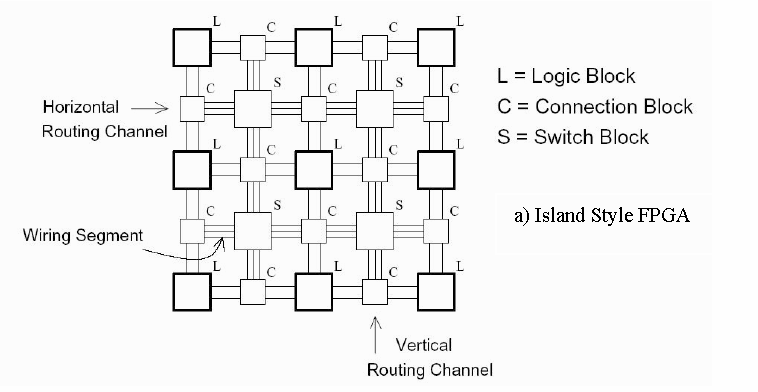 L C L C L
C S C S C
L = Logic Block
Horizontal
Routing Channel
C = Connection Block
S = Switch Block
L C L C L
a) Island Style FPGA
C S C S C
Wiring Segment
L C L C L
Vertical
Routing Channel